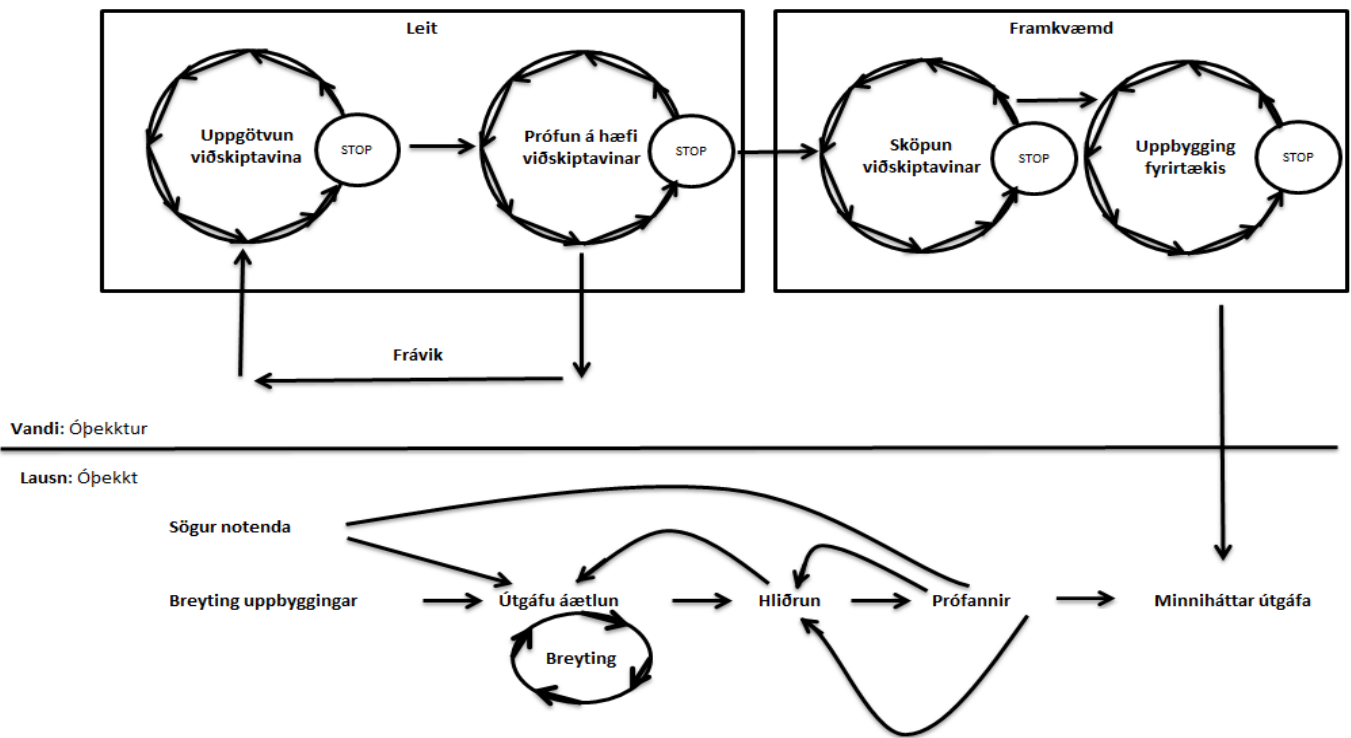 Leit
Framkvæmd
Uppgötvun
viðskiptavina
STOP
Prófun á hæfi
viðskiptavinar
STOP
Sköpun
viðskiptavinar
STOP
Uppbygging
fyrirtækis
STOP
Frávik
Vandi: Óþekktur
Lausn: Óþekkt
Sögur notenda
Breyting uppbyggingar
Útgáfu áætlun
Hliðrun
Prófannir
Minniháttar útgáfa
Breyting